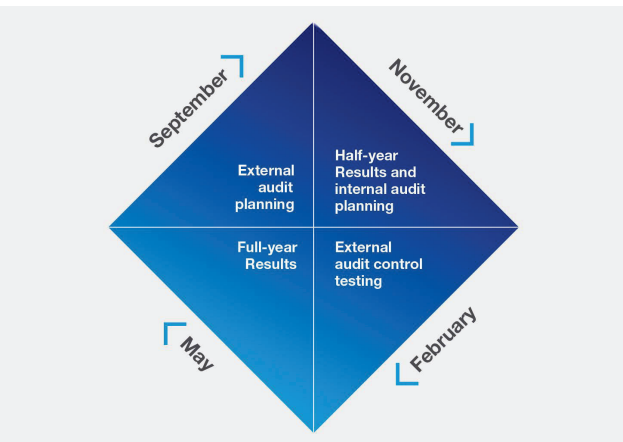 September
November
External
audit
planning
Half-year
Results and
internal audit
planning
Full-year
Results
External
audit control
testing
May
February